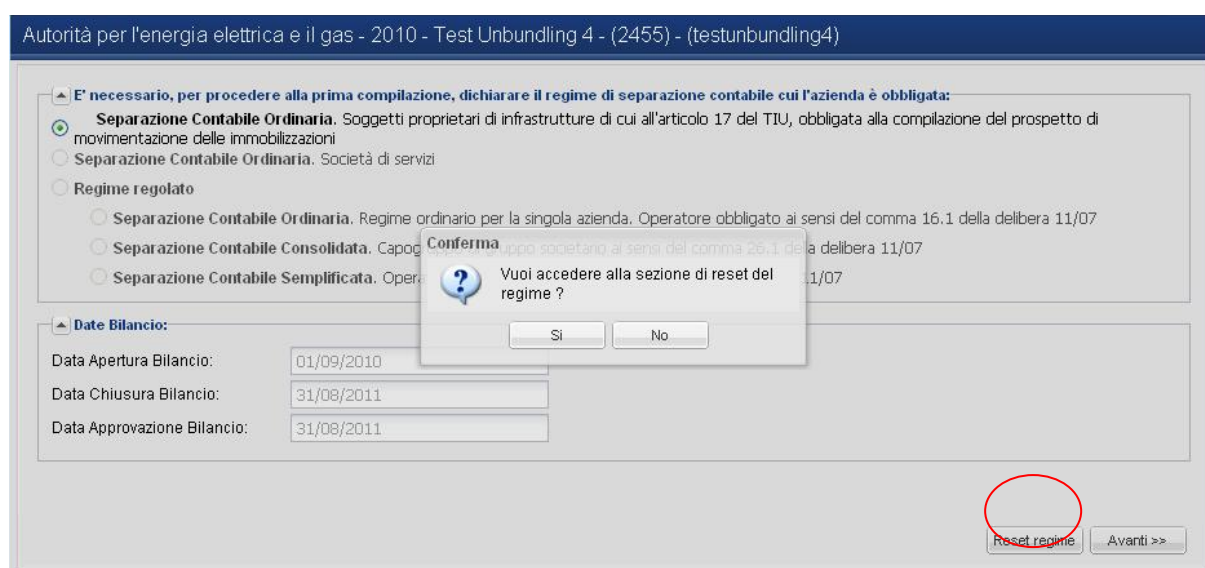 Autorità per l'energia elettrica e il gas - 2010 - Test Unbundling 4 - (2455) - (testunbundling4)
E' necessario, per procedere alla prima compilazione, dichiarare il regime di separazione contabile cui l'azienda è obbligata:
Separazione Contabile Ordinaria. Soggetti proprietari di infrastrutture di cui all'articolo 17 del TIU, obbligata alla compilazione del prospetto di
movimentazione delle immobilizzazioni
Separazione Contabile Ordinaria. Società di servizi
Regime regolato
Separazione Contabile Ordinaria. Regime ordinario per la singola azienda. Operatore obbligato ai sensi del comma 16.1 della delibera 11/07
Separazione Contabile Consolidata. Capogruppo di gruppo societario ai sensi del comma 26.1 della delibera 11/07
Separazione Contabile Semplificata. Opera 1/07
Conferma
Vuoi accedere alla sezione di reset del
regime ?
Si No
Date Bilancio:
Data Apertura Bilancio: 01/09/2010
Data Chiusura Bilancio: 31/08/2011
Data Approvazione Bilancio: 31/08/2011
Reset regime Avanti >>